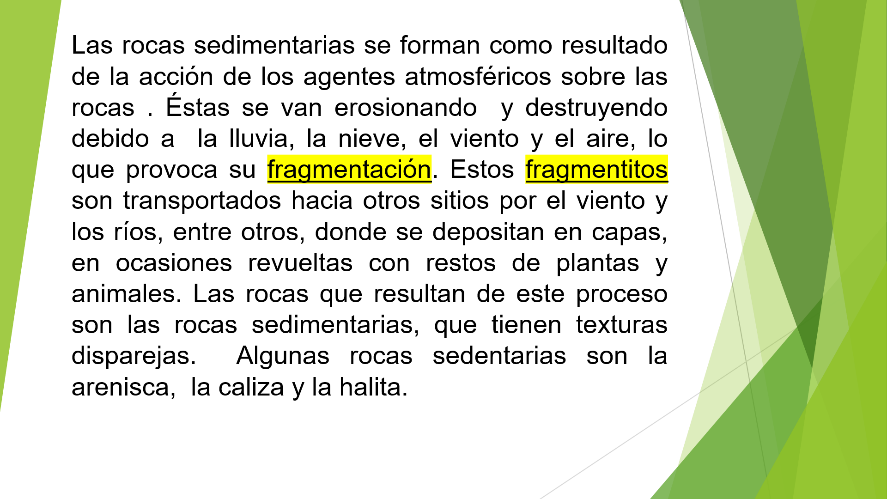 Las rocas sedimentarias se forman como resultado
de la acción de los agentes atmosféricos sobre las
rocas . Éstas se van erosionando  y destruyendo
debido a  la lluvia, la nieve, el viento y el aire, lo
que provoca su fragmentación. Estos fragmentitos
son transportados hacia otros sitios por el viento y
los ríos, entre otros, donde se depositan en capas,
en ocasiones revueltas con restos de plantas y
animales. Las rocas que resultan de este proceso
son las rocas sedimentarias, que tienen texturas
disparejas.  Algunas rocas sedentarias son la
arenisca,  la caliza y la halita.